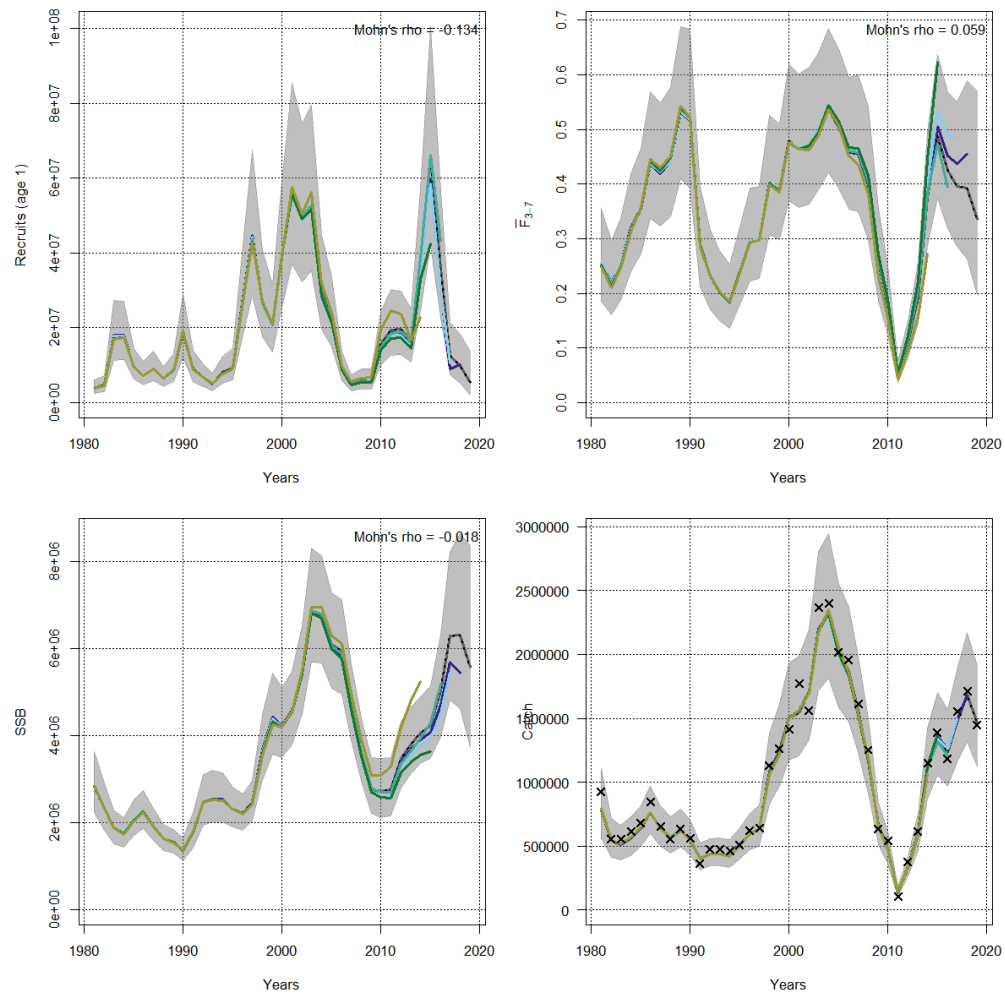 Mohn's rho = -0.134
Recruits (age 1)
0e+00 2e+07 4e+07 6e+07 8e+07 1e+08
1980 1990 2000 2010 2020
Years
Mohn's rho = 0.059
F̅3−7
0.0 0.1 0.2 0.3 0.4 0.5 0.6 0.7
1980 1990 2000 2010 2020
Years
Mohn's rho = -0.018
SSB
0e+00 2e+06 4e+06 6e+06 8e+06
1980 1990 2000 2010 2020
Years
Catch
3000000
2500000
2000000
1500000
1000000
500000
0
1980 1990 2000 2010 2020
Years